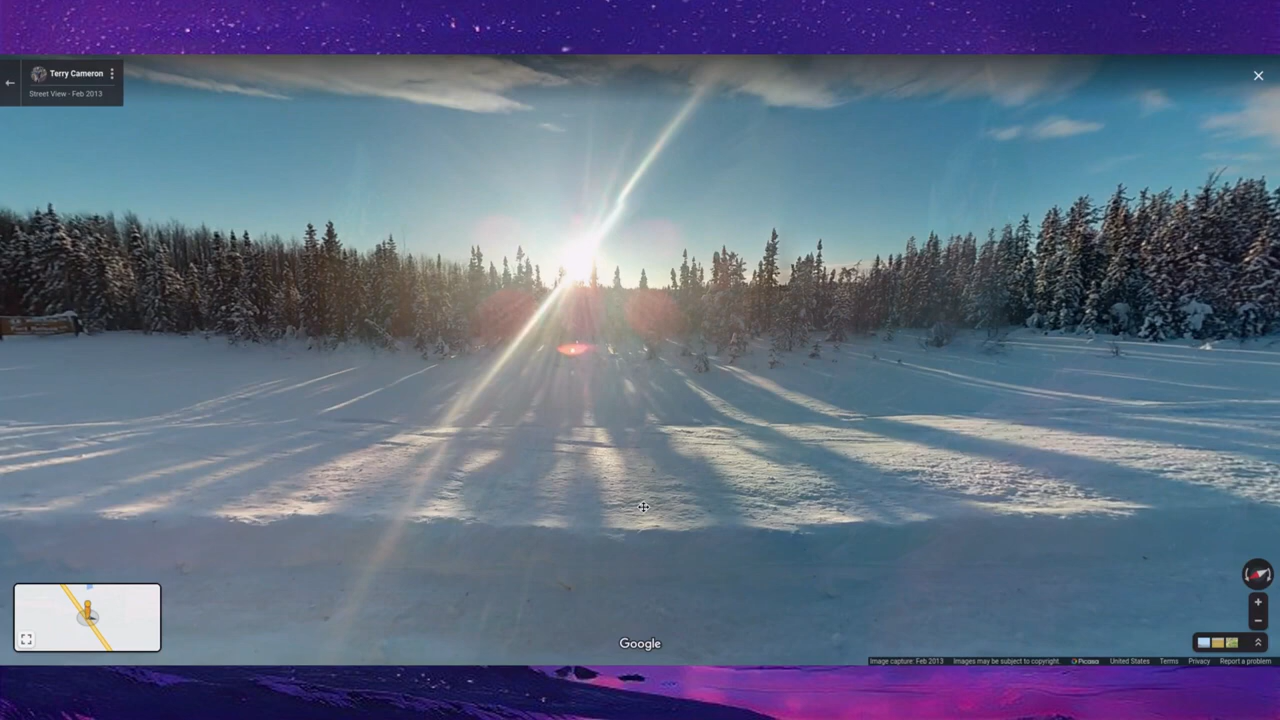 Terry Cameron
Street View - Feb 2013
Google
Image capture: Feb 2013 Images may be subject to copyright. Picasa United States Terms Privacy Report a problem